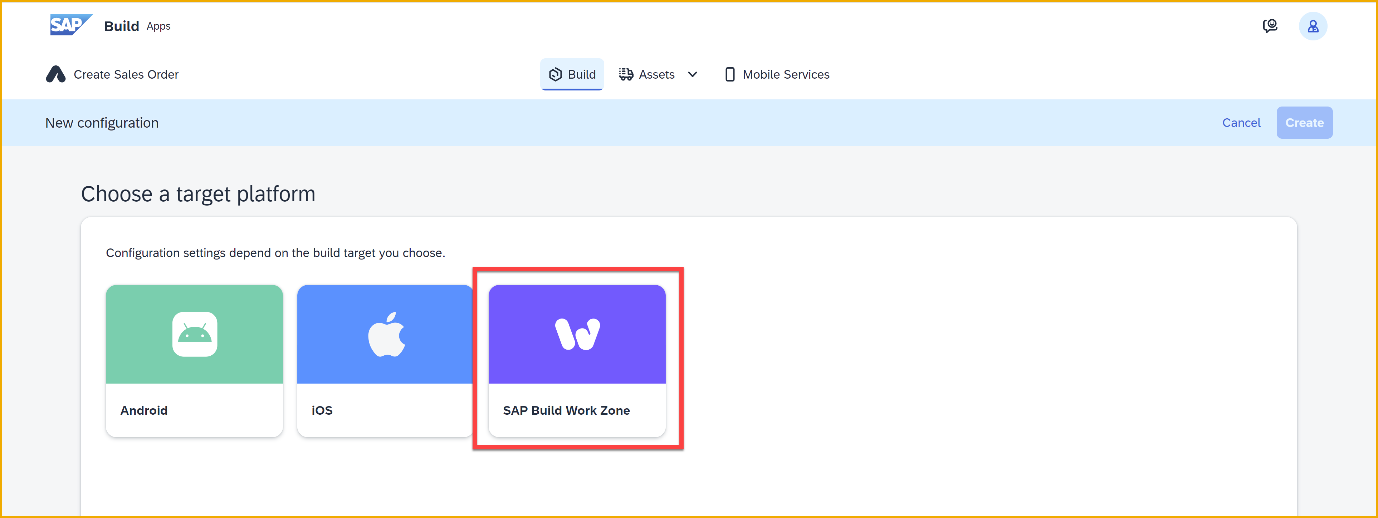 SAP Build Apps
Create Sales Order
Build Assets Mobile Services
New configuration
Cancel Create
Choose a target platform
Configuration settings depend on the build target you choose.
Android iOS SAP Build Work Zone